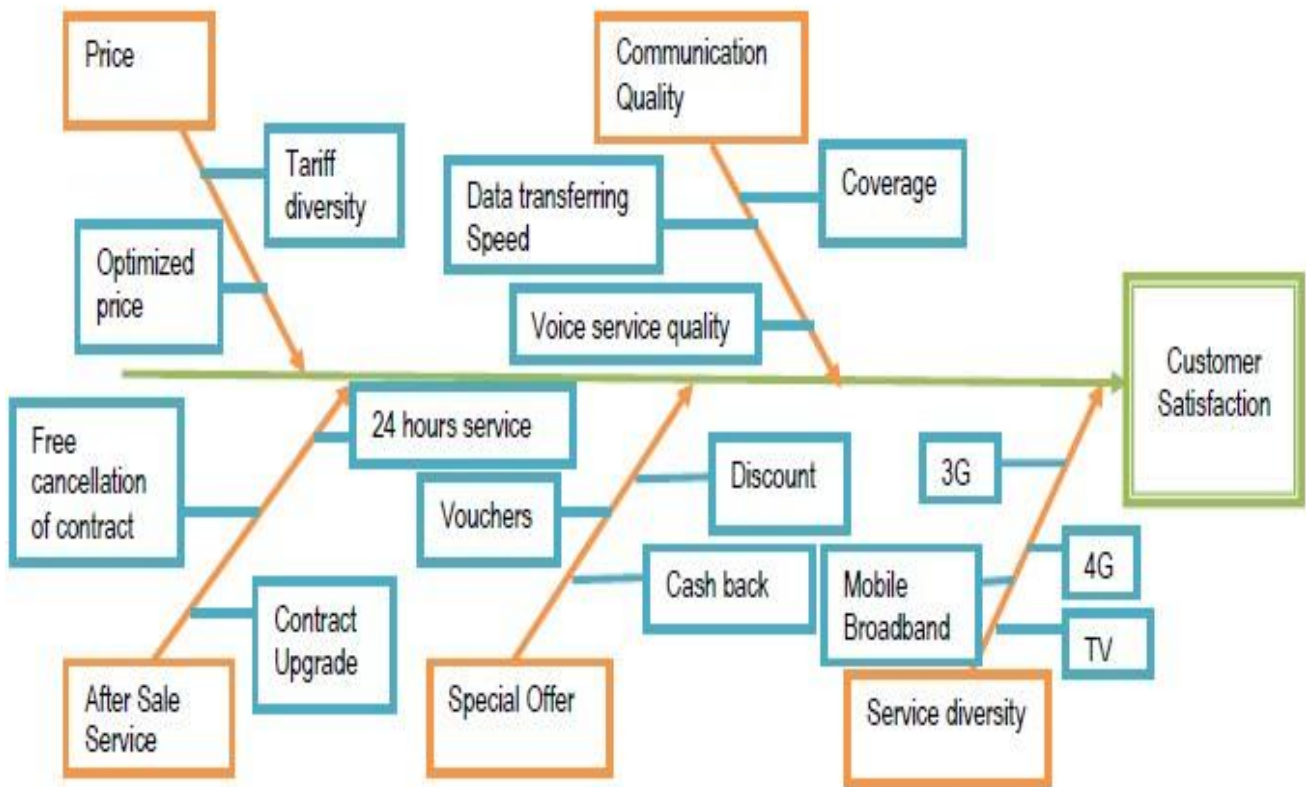 Price
Communication
Quality
Tariff
diversity
Data transferring
Speed
Coverage
Optimized
price
Voice service quality
Customer
Satisfaction
Free
cancellation
of contract
24 hours service
Vouchers
Discount
3G
Cash back
Mobile
Broadband
4G
Contract
Upgrade
TV
After Sale
Service
Special Offer
Service diversity